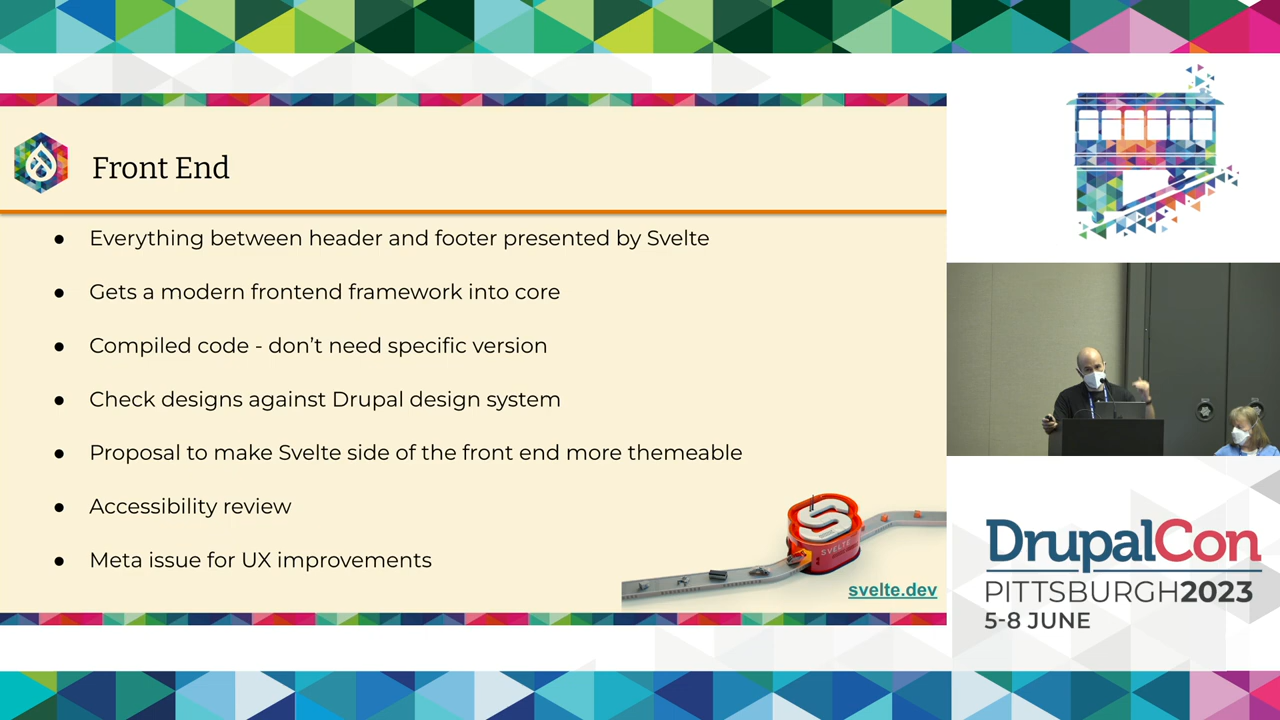 Front End
● Everything between header and footer presented by Svelte
● Gets a modern frontend framework into core
● Compiled code - don’t need specific version
● Check designs against Drupal design system
● Proposal to make Svelte side of the front end more themeable
● Accessibility review
● Meta issue for UX improvements
SVELTE
svelte.dev
DrupalCon
PITTSBURGH2023
5-8 JUNE